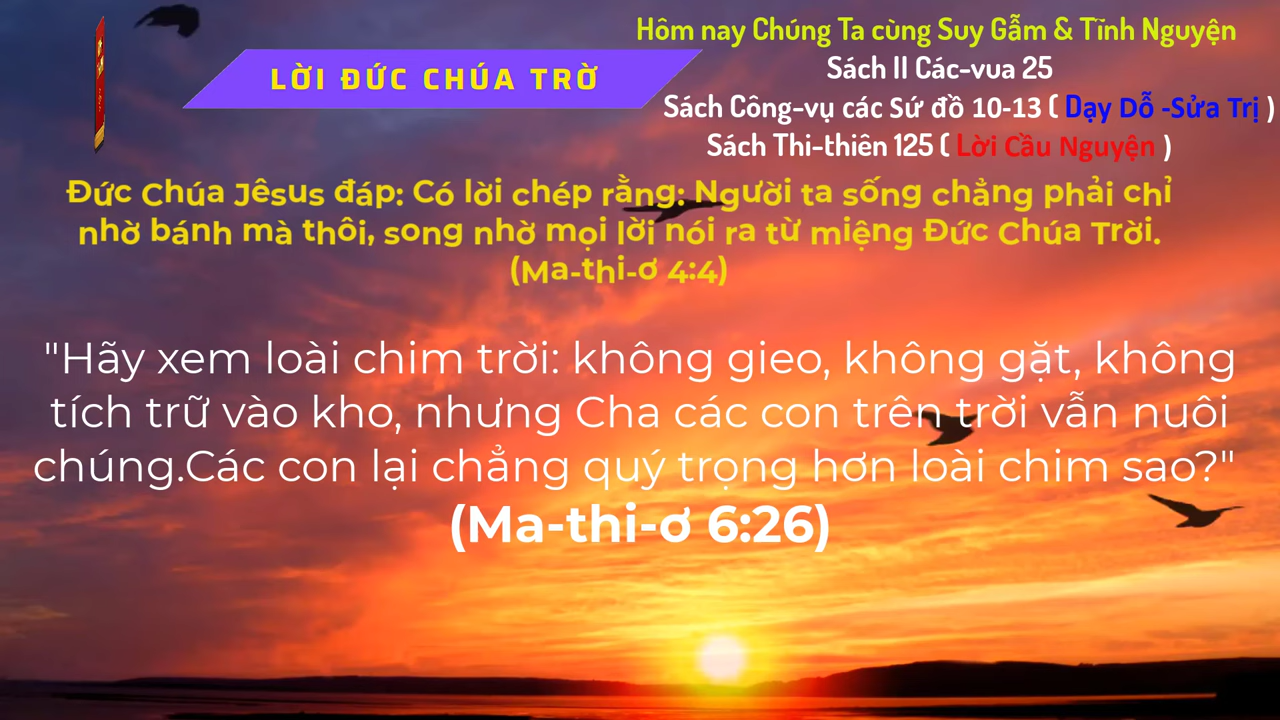 LỜI ĐỨC CHÚA TRỜ
Hôm nay Chúng Ta cùng Suy Gẫm & Tĩnh Nguyện
Sách II Các-vua 25
Sách Công-vụ các Sứ đồ 10-13 ( Dạy Dỗ -Sửa Trị )
Sách Thi-thiên 125 ( Lời Cầu Nguyện )
Đức Chúa Jêsus đáp: Có lời chép rằng: Người ta sống chẳng phải chỉ
nhờ bánh mà thôi, song nhờ mọi lời nói ra từ miệng Đức Chúa Trời.
(Ma-thi-ơ 4:4)
"Hãy xem loài chim trời: không gieo, không gặt, không
tích trữ vào kho, nhưng Cha các con trên trời vẫn nuôi
chúng.Các con lại chẳng quý trọng hơn loài chim sao?"
(Ma-thi-ơ 6:26)